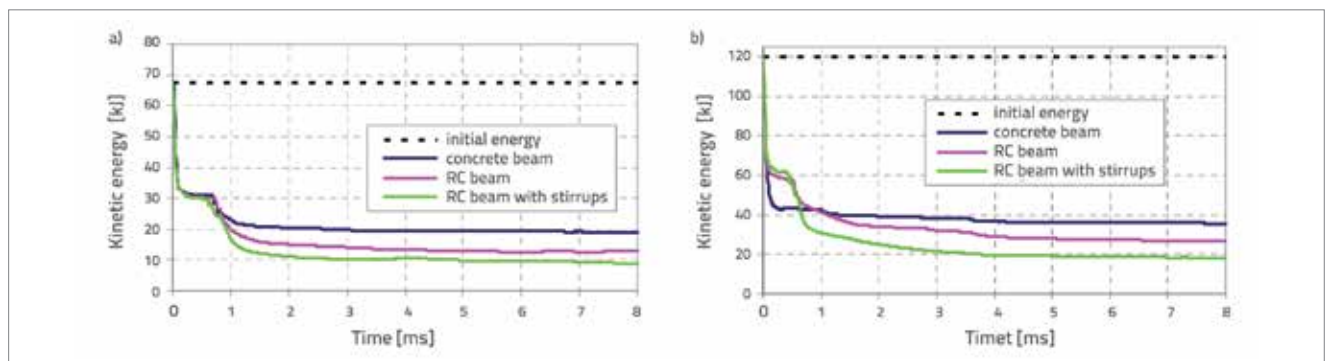 a)
80
70
60
50
40
30
20
10
0
Kinetic energy [kJ]
initial energy
concrete beam
RC beam
RC beam with stirrups
0 1 2 3 4 5 6 7 8
Time [ms]
b)
120
100
80
60
40
20
0
Kinetic energy [kJ]
initial energy
concrete beam
RC beam
RC beam with stirrups
0 1 2 3 4 5 6 7 8
Timet [ms]